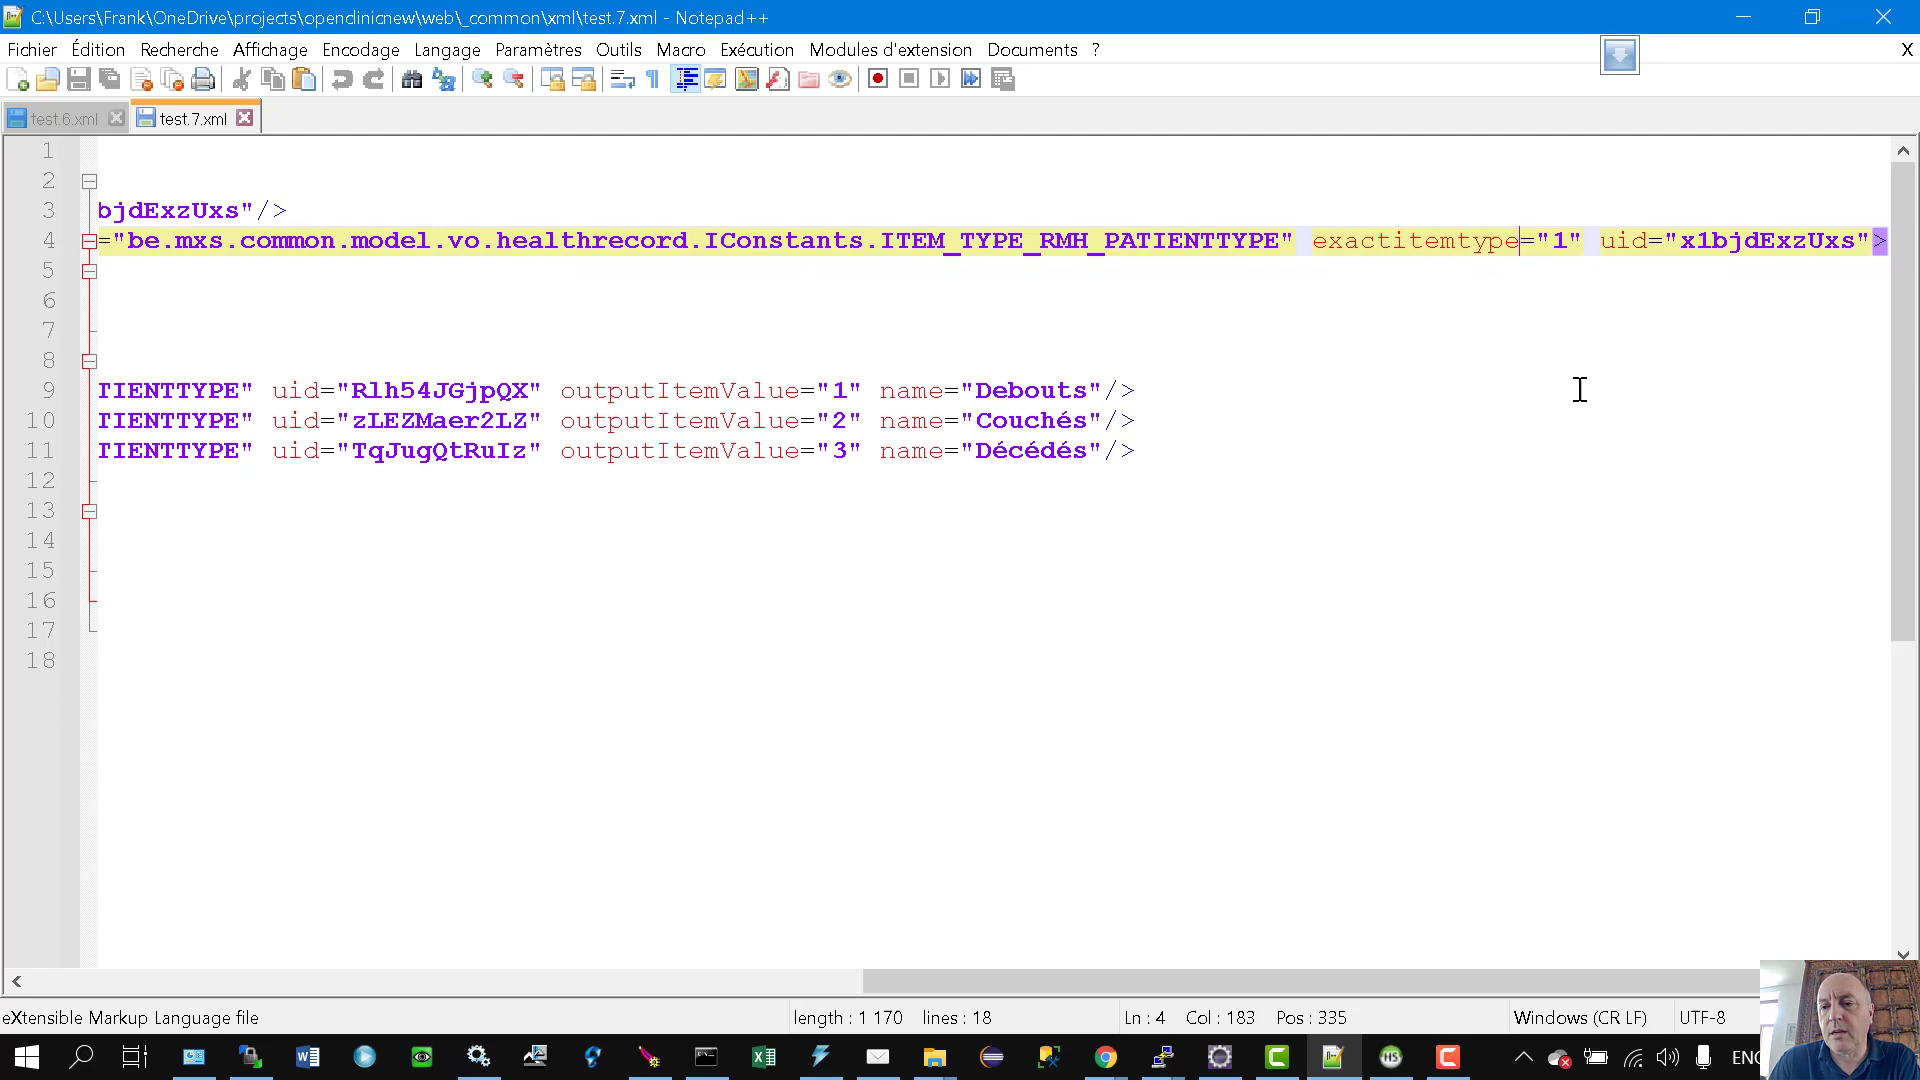 C:\Users\Frank\OneDrive\projects\openclinicnew\web\_common\xml\test.7.xml - Notepad++
Fichier Édition Recherche Affichage Encodage Langage Paramètres Outils Macro Exécution Modules d'extension Documents ? X
test.6.xml test.7.xml
1
2
3 bjdExzUxs"/>
4 ="be.mxs.common.model.vo.healthrecord.IConstants.ITEM_TYPE_RMH_PATIENTTYPE" exactitemtype="1" uid="x1bjdExzUxs">
5
6
7
8
9 TIENTTYPE" uid="Rlh54JGjpQX" outputItemValue="1" name="Debouts"/>
10 TIENTTYPE" uid="zLEZMaer2LZ" outputItemValue="2" name="Couchés"/>
11 TIENTTYPE" uid="TqJugQtRuIz" outputItemValue="3" name="Décédés"/>
12
13
14
15
16
17
18
eXtensible Markup Language file length : 1 170 lines : 18 Ln : 4 Col : 183 Pos : 335 Windows (CR LF) UTF-8